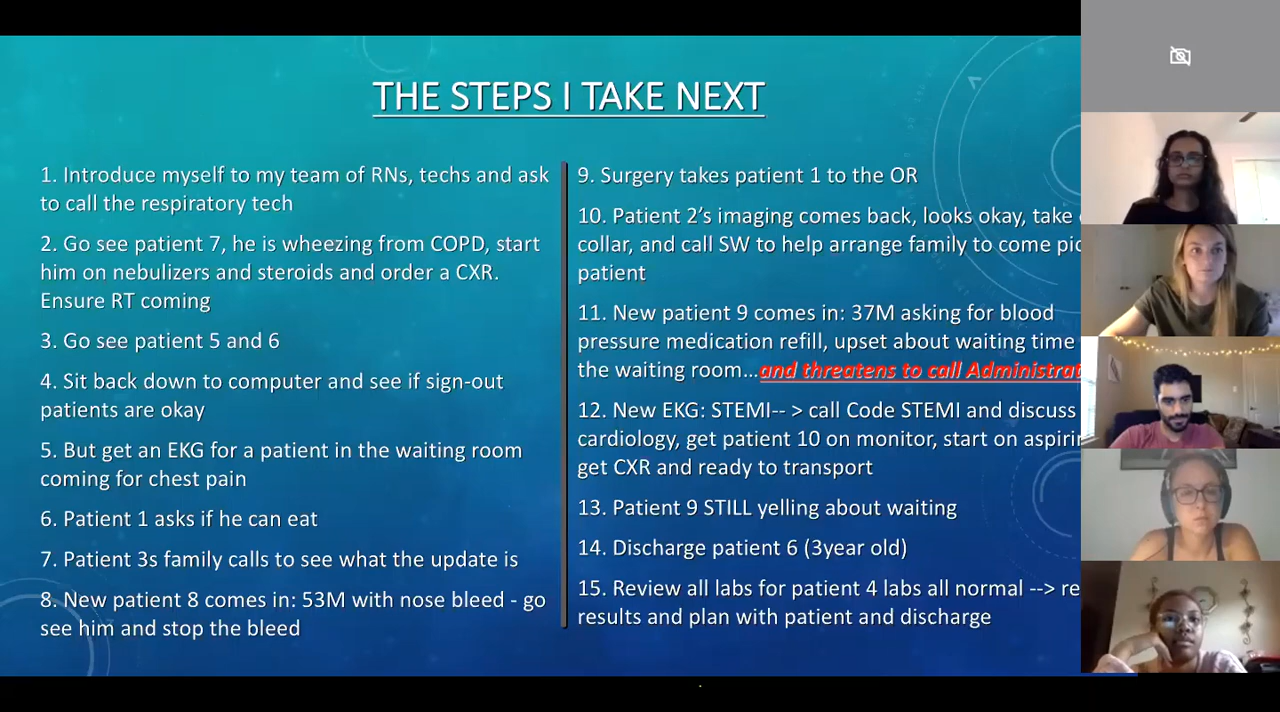 THE STEPS I TAKE NEXT
1. Introduce myself to my team of RNs, techs and ask
to call the respiratory tech
2. Go see patient 7, he is wheezing from COPD, start
him on nebulizers and steroids and order a CXR.
Ensure RT coming
3. Go see patient 5 and 6
4. Sit back down to computer and see if sign-out
patients are okay
5. But get an EKG for a patient in the waiting room
coming for chest pain
6. Patient 1 asks if he can eat
7. Patient 3s family calls to see what the update is
8. New patient 8 comes in: 53M with nose bleed - go
see him and stop the bleed
9. Surgery takes patient 1 to the OR
10. Patient 2’s imaging comes back, looks okay, take
collar, and call SW to help arrange family to come
patient
11. New patient 9 comes in: 37M asking for blood
pressure medication refill, upset about waiting time
the waiting room…and threatens to call
12. New EKG: STEMI-- > call Code STEMI and discuss
cardiology, get patient 10 on monitor, start on
get CXR and ready to transport
13. Patient 9 STILL yelling about waiting
14. Discharge patient 6 (3year old)
15. Review all labs for patient 4 labs all normal -->
results and plan with patient and discharge